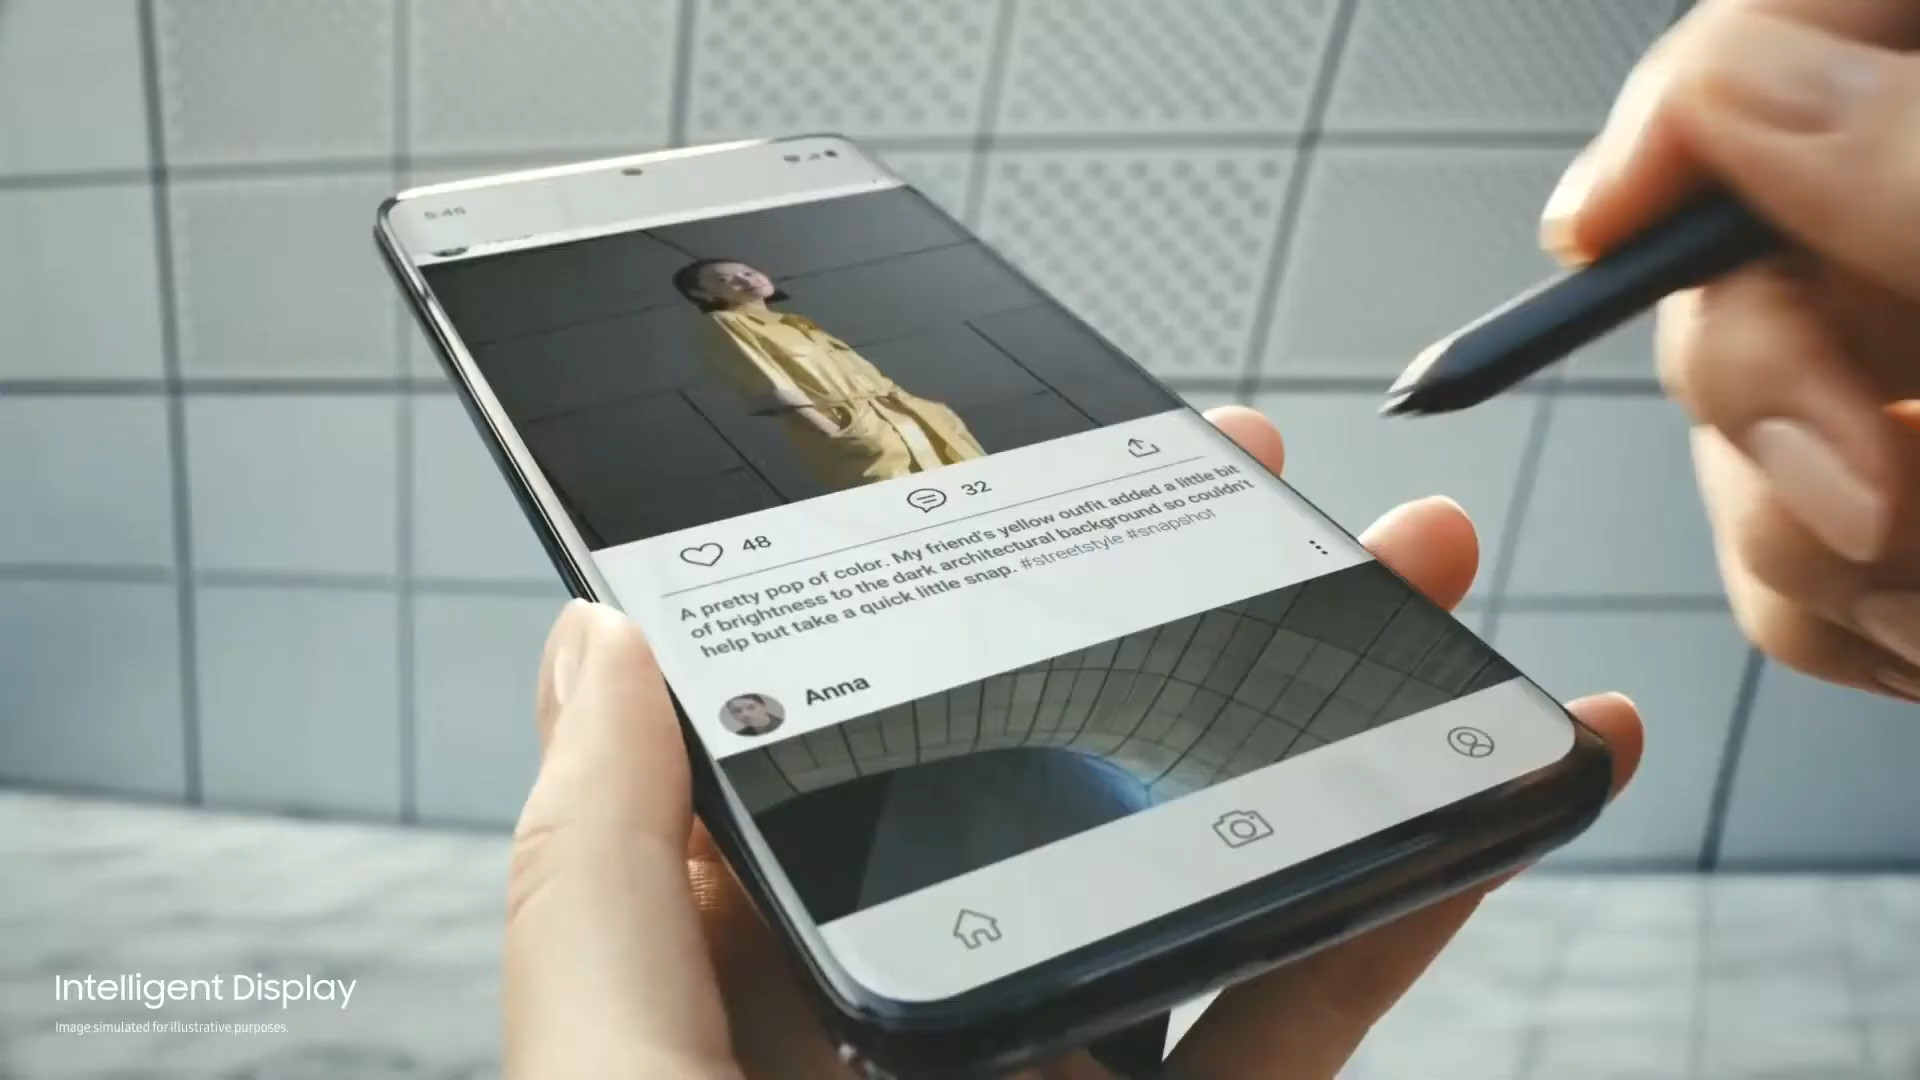 5:45
48
32
A pretty pop of color. My friend's yellow outfit added a little bit
of brightness to the dark architectural background so couldn't
help but take a quick little snap. #streetstyle #snapshot
Anna
Intelligent Display
Image simulated for illustrative purposes.